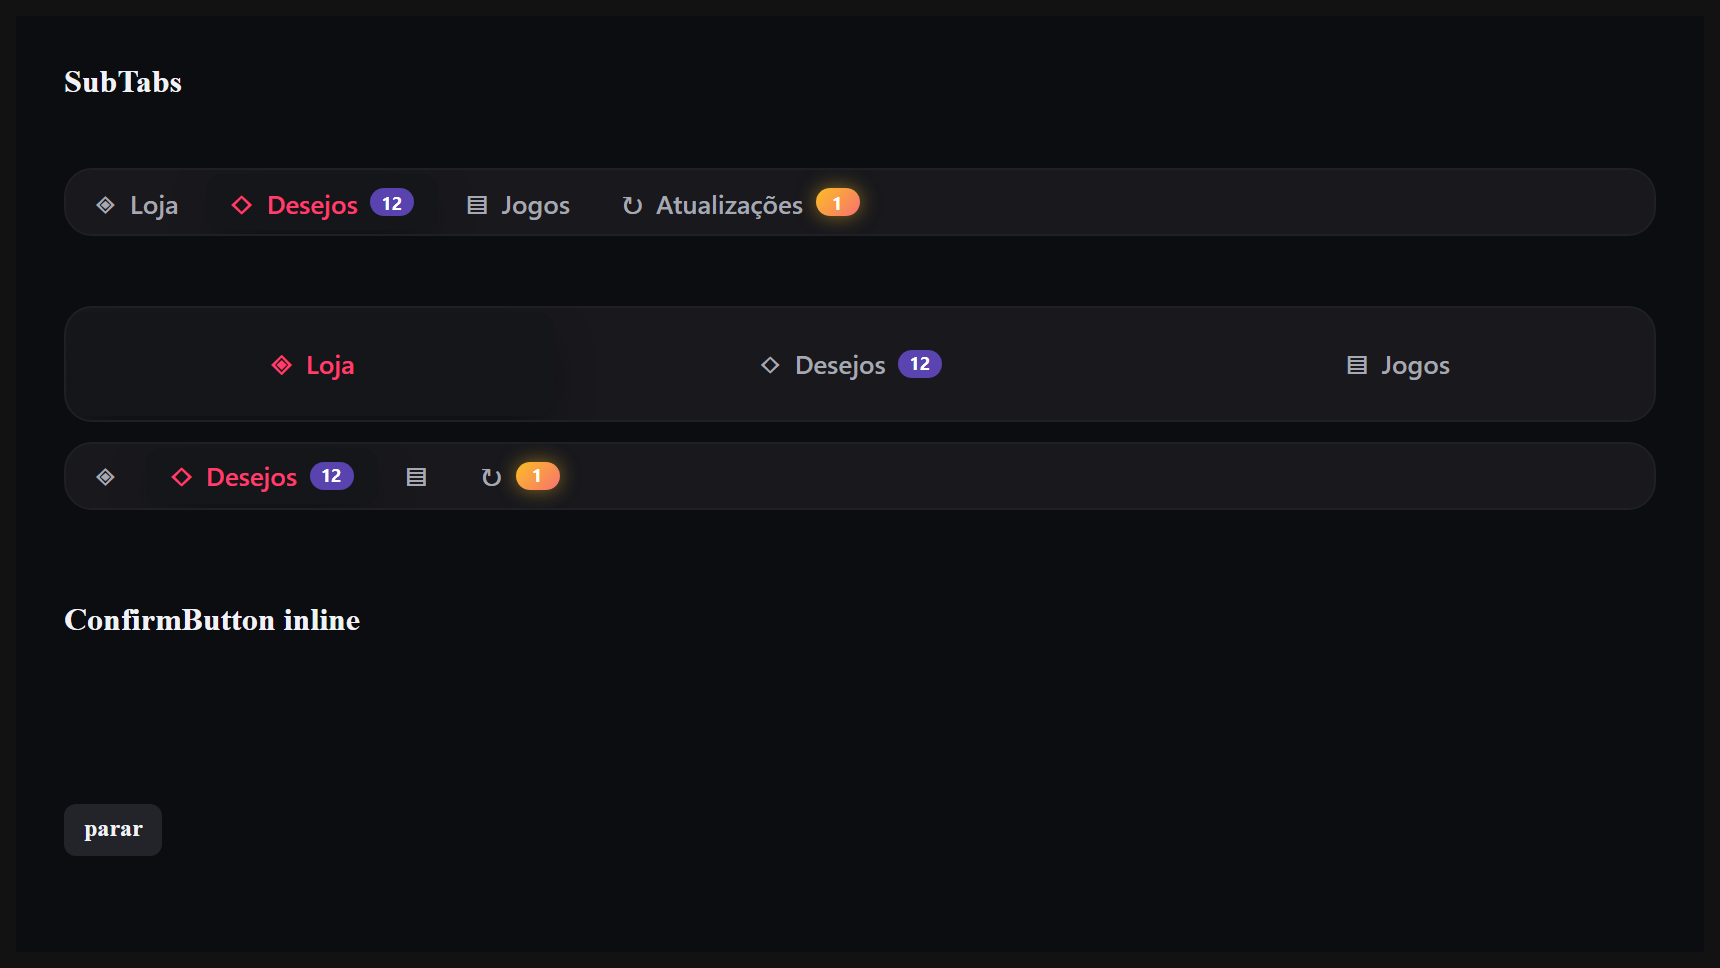 SubTabs
Loja Desejos 12 Jogos Atualizações 1
Loja Desejos 12 Jogos
Desejos 12 1
ConfirmButton inline
parar